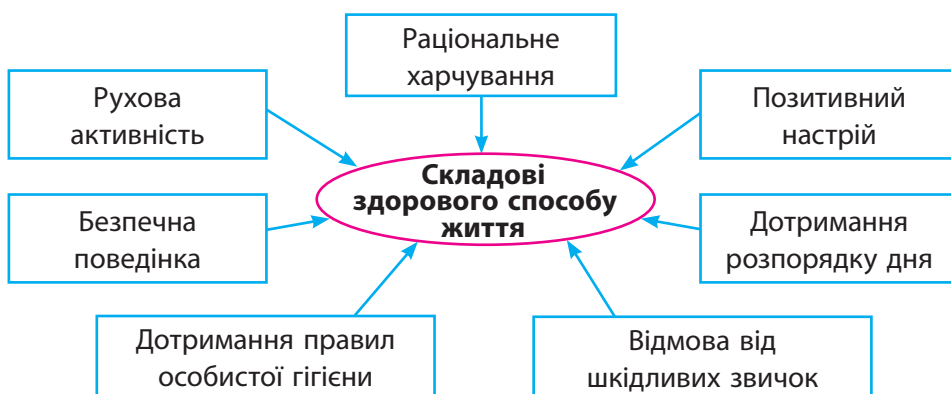 Раціональне
харчування
Рухова
активність
Позитивний
настрій
Складові
здорового способу
життя
Безпечна
поведінка
Дотримання
розпорядку дня
Дотримання правил
особистої гігієни
Відмова від
шкідливих звичок